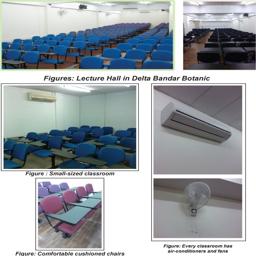 Figures: Lecture Hall in Delta Bandar Botanic
Figure : Small-sized classroom
Figure: Comfortable cushioned chairs
Figure: Every classroom has
air-conditioners and fans